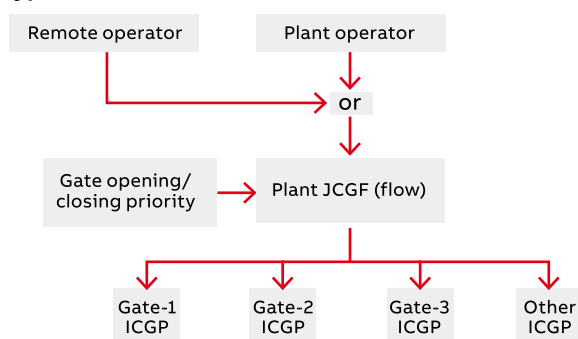 Remote operator
Plant operator
or
Gate opening/
closing priority
Plant JCGF (flow)
Gate-1
ICGP
Gate-2
ICGP
Gate-3
ICGP
Other
ICGP